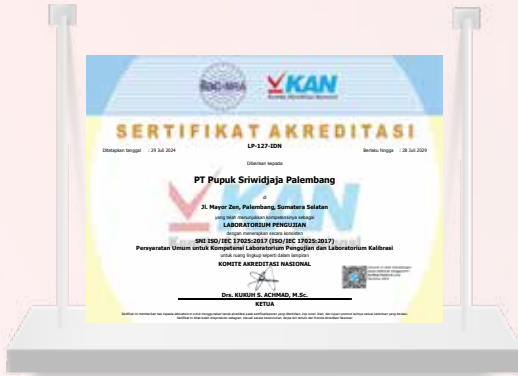 ilac-MRA KAN
Komite Akreditasi Nasional
SERTIFIKAT AKREDITASI
LP-127-IDN
Ditetapkan tanggal : 29 Juli 2024 Berlaku hingga : 28 Juli 2029
Diberikan kepada
PT Pupuk Sriwidjaja Palembang
di
Jl. Mayor Zen, Palembang, Sumatera Selatan
yang telah menunjukkan kompetensinya sebagai
LABORATORIUM PENGUJIAN
dengan menerapkan secara konsisten
SNI ISO/IEC 17025:2017 (ISO/IEC 17025:2017)
Persyaratan Umum untuk Kompetensi Laboratorium Pengujian dan Laboratorium Kalibrasi
untuk ruang lingkup seperti dalam lampiran
KOMITE AKREDITASI NASIONAL
Drs. KUKUH S. ACHMAD, M.Sc.
KETUA